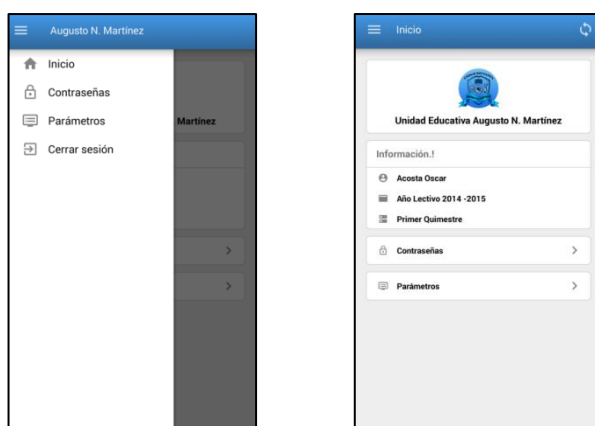 Augusto N. Martínez
Inicio
Contraseñas
Parámetros
Cerrar sesión
Martínez
Inicio
Unidad Educativa Augusto N. Martínez
Información.!
Acosta Oscar
Año Lectivo 2014 -2015
Primer Quimestre
Contraseñas
Parámetros